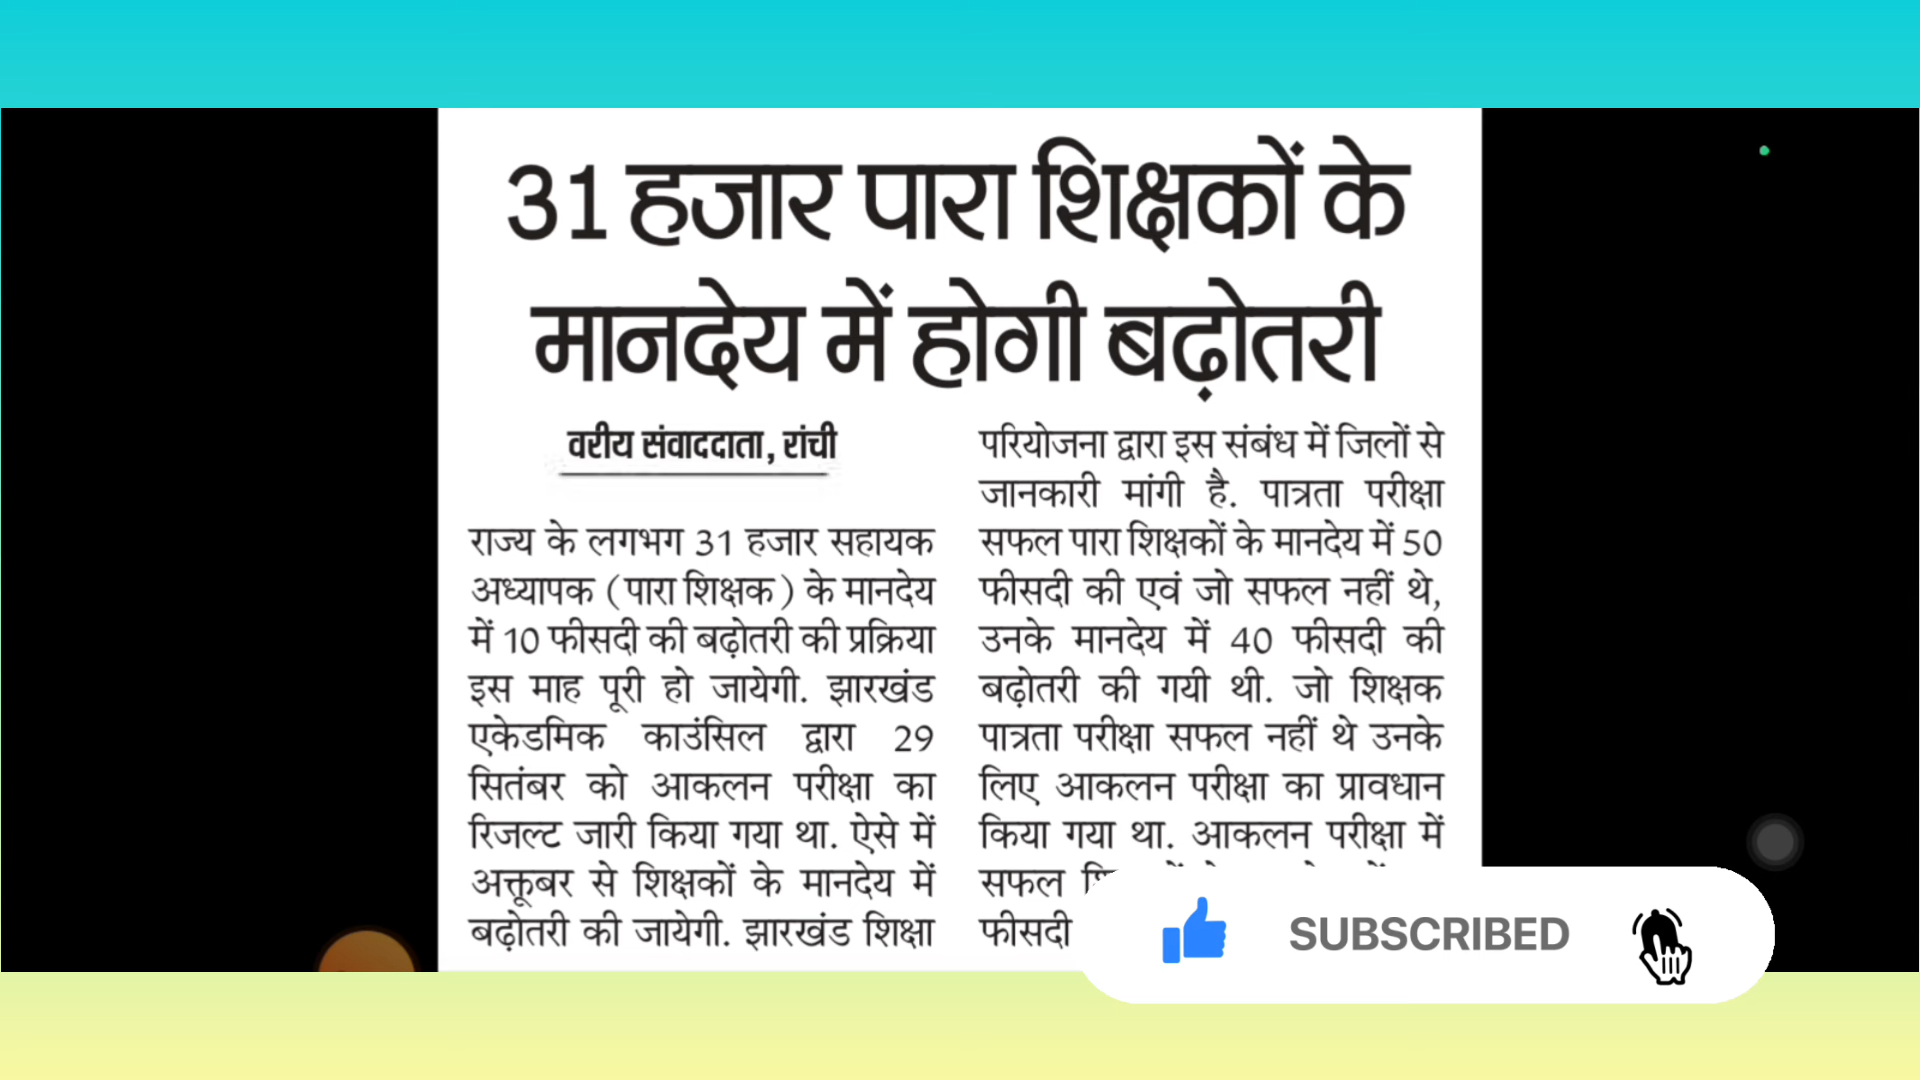 31 हजार पारा शिक्षकों के
मानदेय में होगी बढ़ोतरी
वरीय संवाददाता, रांची
राज्य के लगभग 31 हजार सहायक
अध्यापक (पारा शिक्षक) के मानदेय
में 10 फीसदी की बढ़ोतरी की प्रक्रिया
इस माह पूरी हो जायेगी. झारखंड
एकेडमिक काउंसिल द्वारा 29
सितंबर को आकलन परीक्षा का
रिजल्ट जारी किया गया था. ऐसे में
अक्तूबर से शिक्षकों के मानदेय में
बढ़ोतरी की जायेगी. झारखंड शिक्षा
परियोजना द्वारा इस संबंध में जिलों से
जानकारी मांगी है. पात्रता परीक्षा
सफल पारा शिक्षकों के मानदेय में 50
फीसदी की एवं जो सफल नहीं थे,
उनके मानदेय में 40 फीसदी की
बढ़ोतरी की गयी थी. जो शिक्षक
पात्रता परीक्षा सफल नहीं थे उनके
लिए आकलन परीक्षा का प्रावधान
किया गया था. आकलन परीक्षा में
सफल
फीसदी
SUBSCRIBED